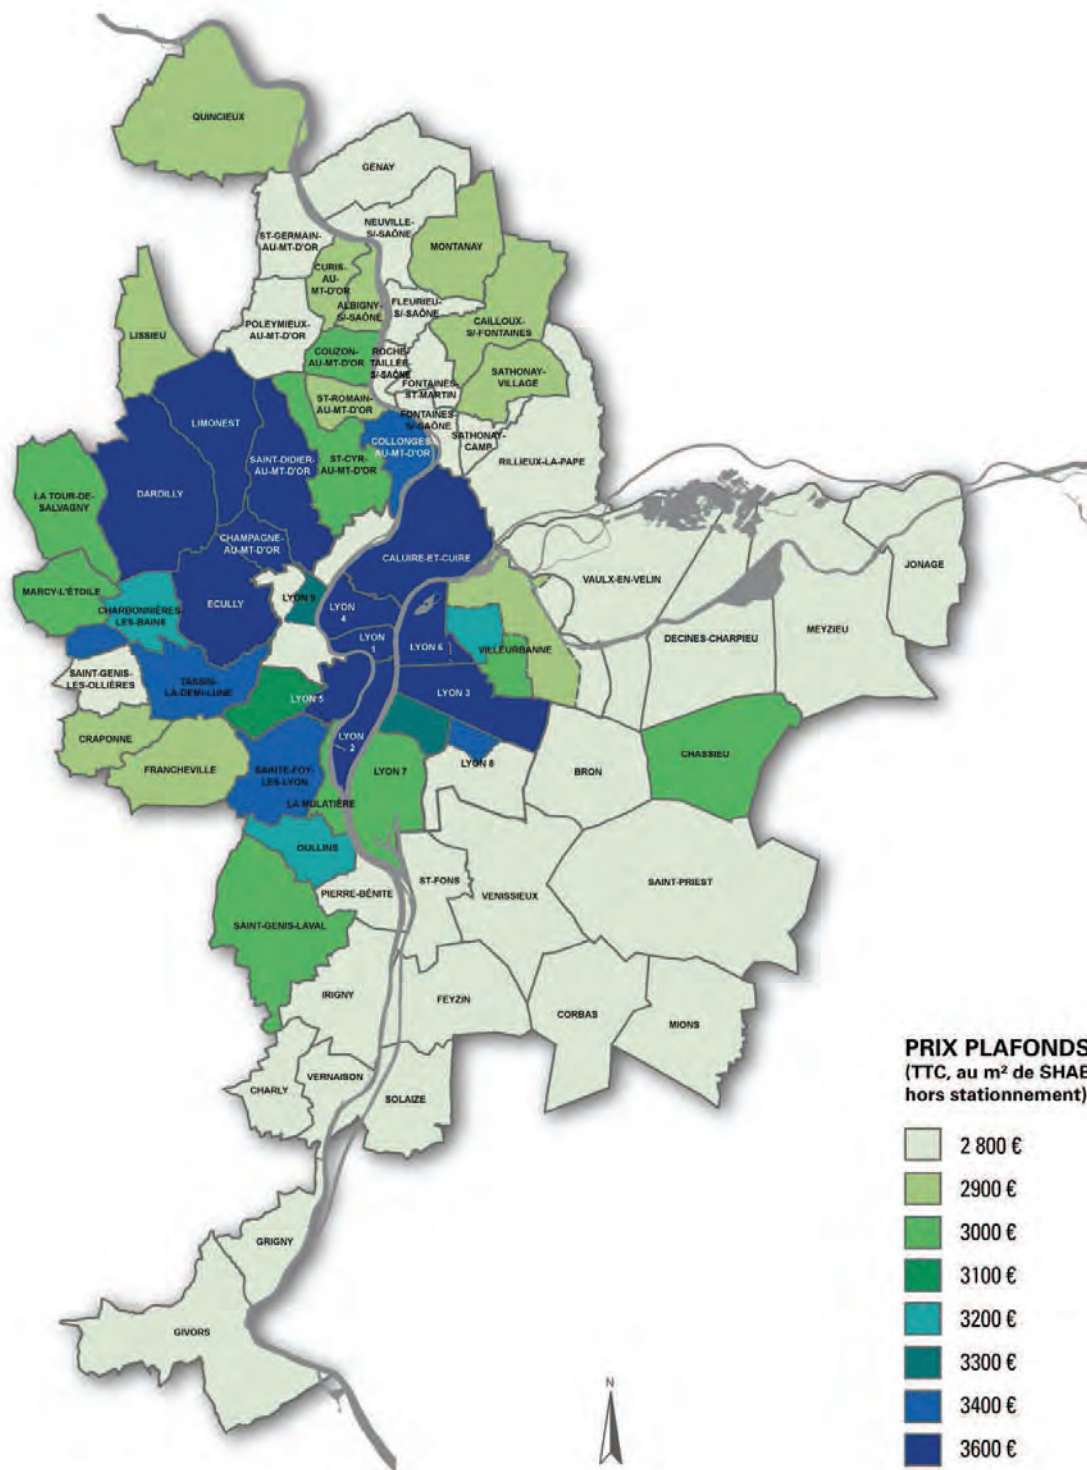 QUINCIEUX
GENAY
NEUVILLE-
S/-SAÔNE
ST-GERMAIN-
AU-MT-D'OR
MONTANAY
CURIS-
AU-
MT-D'OR
ALBIGNY-
S/-SAÔNE
FLEURIEU-
S/-SAÔNE
CAILLOUX-
S/-FONTAINES
LISSIEU
POLEYMIEUX-
AU-MT-D'OR
COUZON-
AU-MT-D'OR
ROCHE-
TAILLÉE-
S/-SAÔNE
SATHONAY-
VILLAGE
FONTAINES-
ST-MARTIN
ST-ROMAIN-
AU-MT-D'OR
FONTAINES-
S/-SAÔNE
LIMONEST
COLLONGES
AU-MT-D'OR
SATHONAY-
CAMP
RILLIEUX-LA-PAPE
SAINT-DIDIER-
AU-MT-D'OR
ST-CYR-
AU-MT-D'OR
LA TOUR-DE-
SALVAGNY
DARDILLY
CHAMPAGNE-
AU-MT-D'OR
CALUIRE-ET-CUIRE
JONAGE
VAULX-EN-VELIN
MARCY-L'ÉTOILE
ECULLY
LYON 9
CHARBONNIÈRES-
LES-BAINS
LYON
4
LYON
1
LYON 6
VILLEURBANNE
DECINES-CHARPIEU
MEYZIEU
SAINT-GENIS-
LES-OLLIÈRES
TASSIN-
LA-DEMI-LUNE
LYON 5
LYON 3
CRAPONNE
LYON
2
FRANCHEVILLE
SAINTE-FOY-
LES-LYON
LYON 7
LYON 8
BRON
CHASSIEU
LA MULATIÈRE
OULLINS
PIERRE-BÉNITE
ST-FONS
VENISSIEUX
SAINT-PRIEST
SAINT-GENIS-LAVAL
IRIGNY
FEYZIN
CORBAS
MIONS
CHARLY
VERNAISON
SOLAIZE
GRIGNY
GIVORS
N
PRIX PLAFONDS
(TTC, au m² de SHAB
hors stationnement)
2 800 €
2900 €
3000 €
3100 €
3200 €
3300 €
3400 €
3600 €